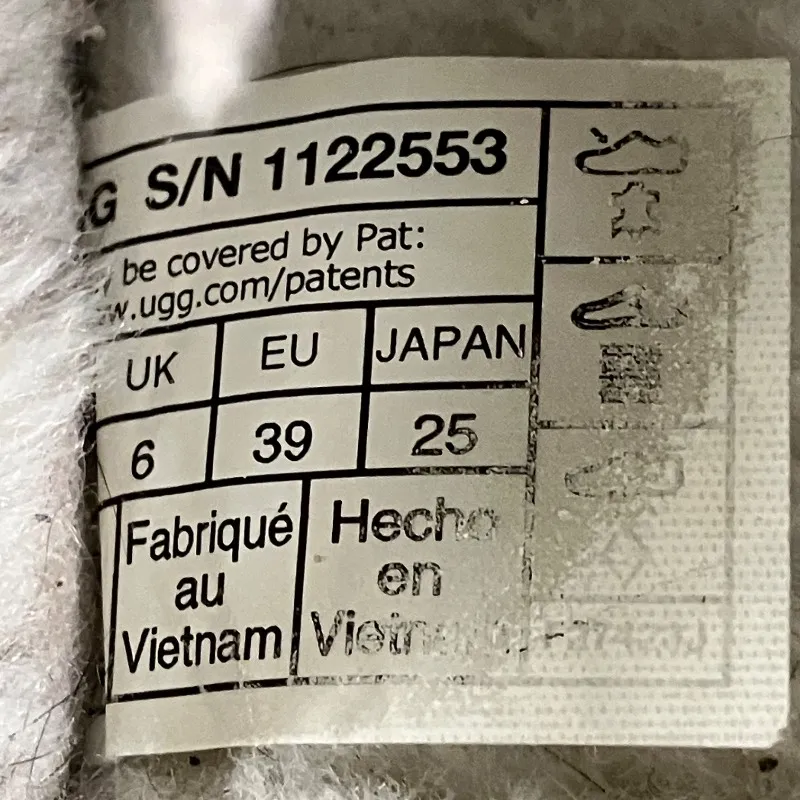 G S/N 1122553
be covered by Pat:
w.ugg.com/patents
UK EU JAPAN
6 39 25
Fabriqué
au
Vietnam
Hecho
en
Vietnam